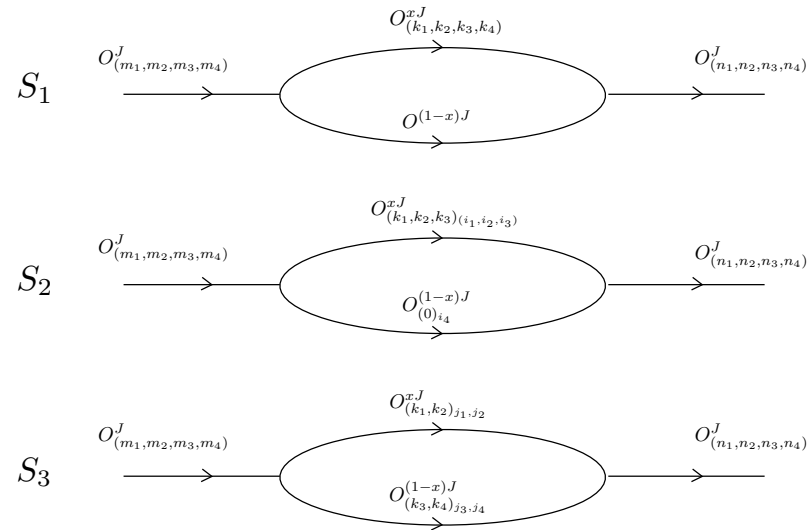 O^{xJ}_{(k_1,k_2,k_3,k_4)}
S_1 O^J_{(m_1,m_2,m_3,m_4)} O^J_{(n_1,n_2,n_3,n_4)}
O^{(1-x)J}
O^{xJ}_{(k_1,k_2,k_3)_{(i_1,i_2,i_3)}}
S_2 O^J_{(m_1,m_2,m_3,m_4)} O^J_{(n_1,n_2,n_3,n_4)}
O^{(1-x)J}_{(0)_{i_4}}
O^{xJ}_{(k_1,k_2)_{j_1,j_2}}
S_3 O^J_{(m_1,m_2,m_3,m_4)} O^J_{(n_1,n_2,n_3,n_4)}
O^{(1-x)J}_{(k_3,k_4)_{j_3,j_4}}